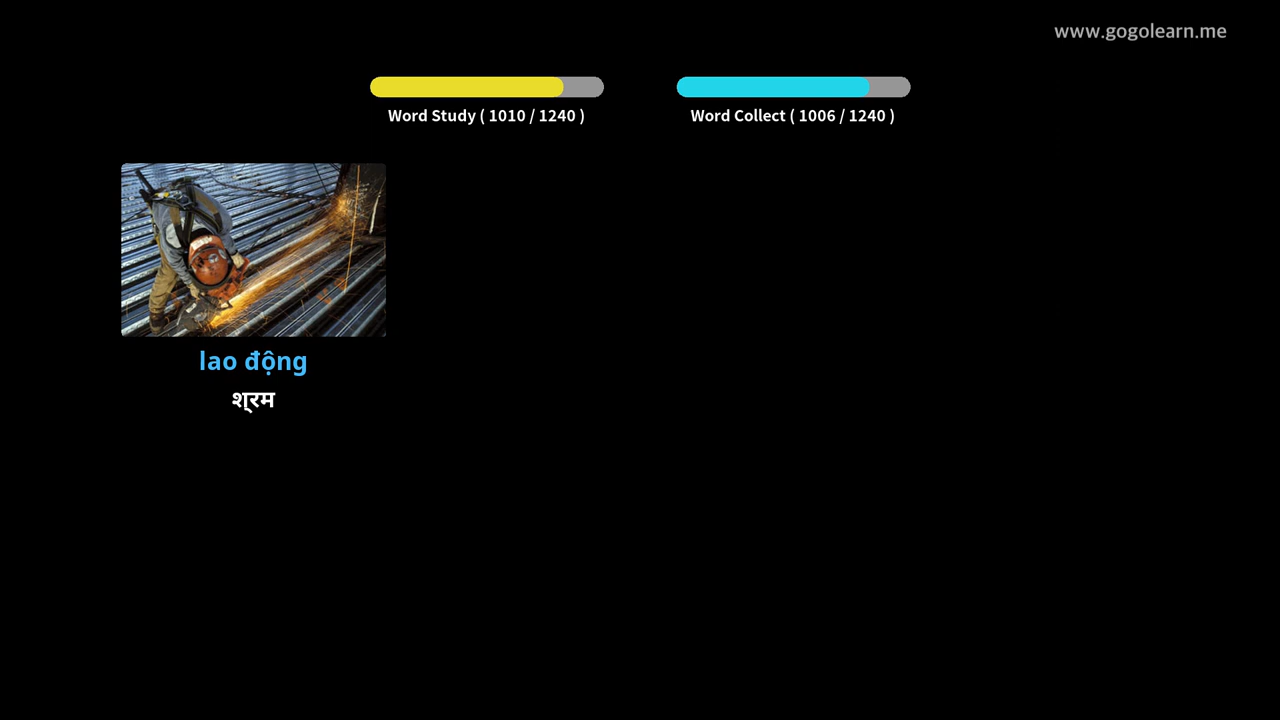 www.gogolearn.me
Word Study ( 1010 / 1240 )
Word Collect ( 1006 / 1240 )
lao động
श्रम